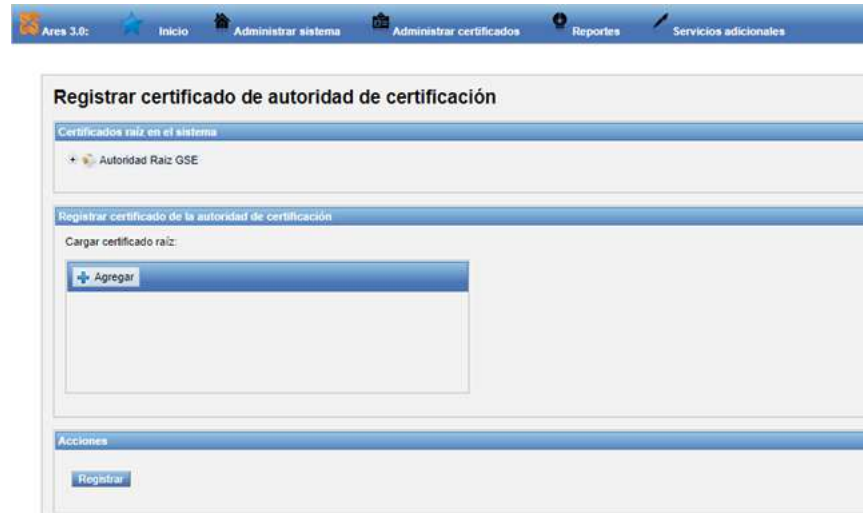 Ares 3.0: Inicio Administrar sistema Administrar certificados Reportes Servicios adicionales
Registrar certificado de autoridad de certificación
Certificados raíz en el sistema
Autoridad Raiz GSE
Registrar certificado de la autoridad de certificación
Cargar certificado raíz:
Agregar
Acciones
Registrar